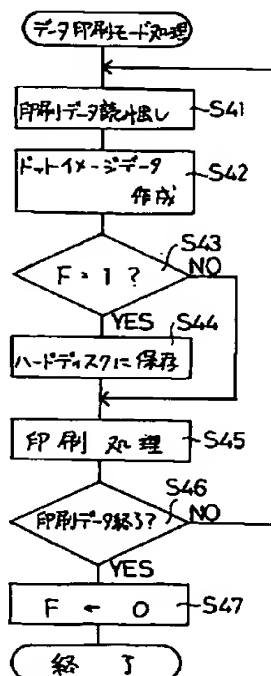 データ印刷モード処理
印刷データ読み出し
S41
ドットイメージデータ
作成
S42
S43
F=1?
NO
YES
S44
ハードディスクに保存
印刷処理
S45
S46
印刷データ終了?
NO
YES
F ← 0
S47
終了